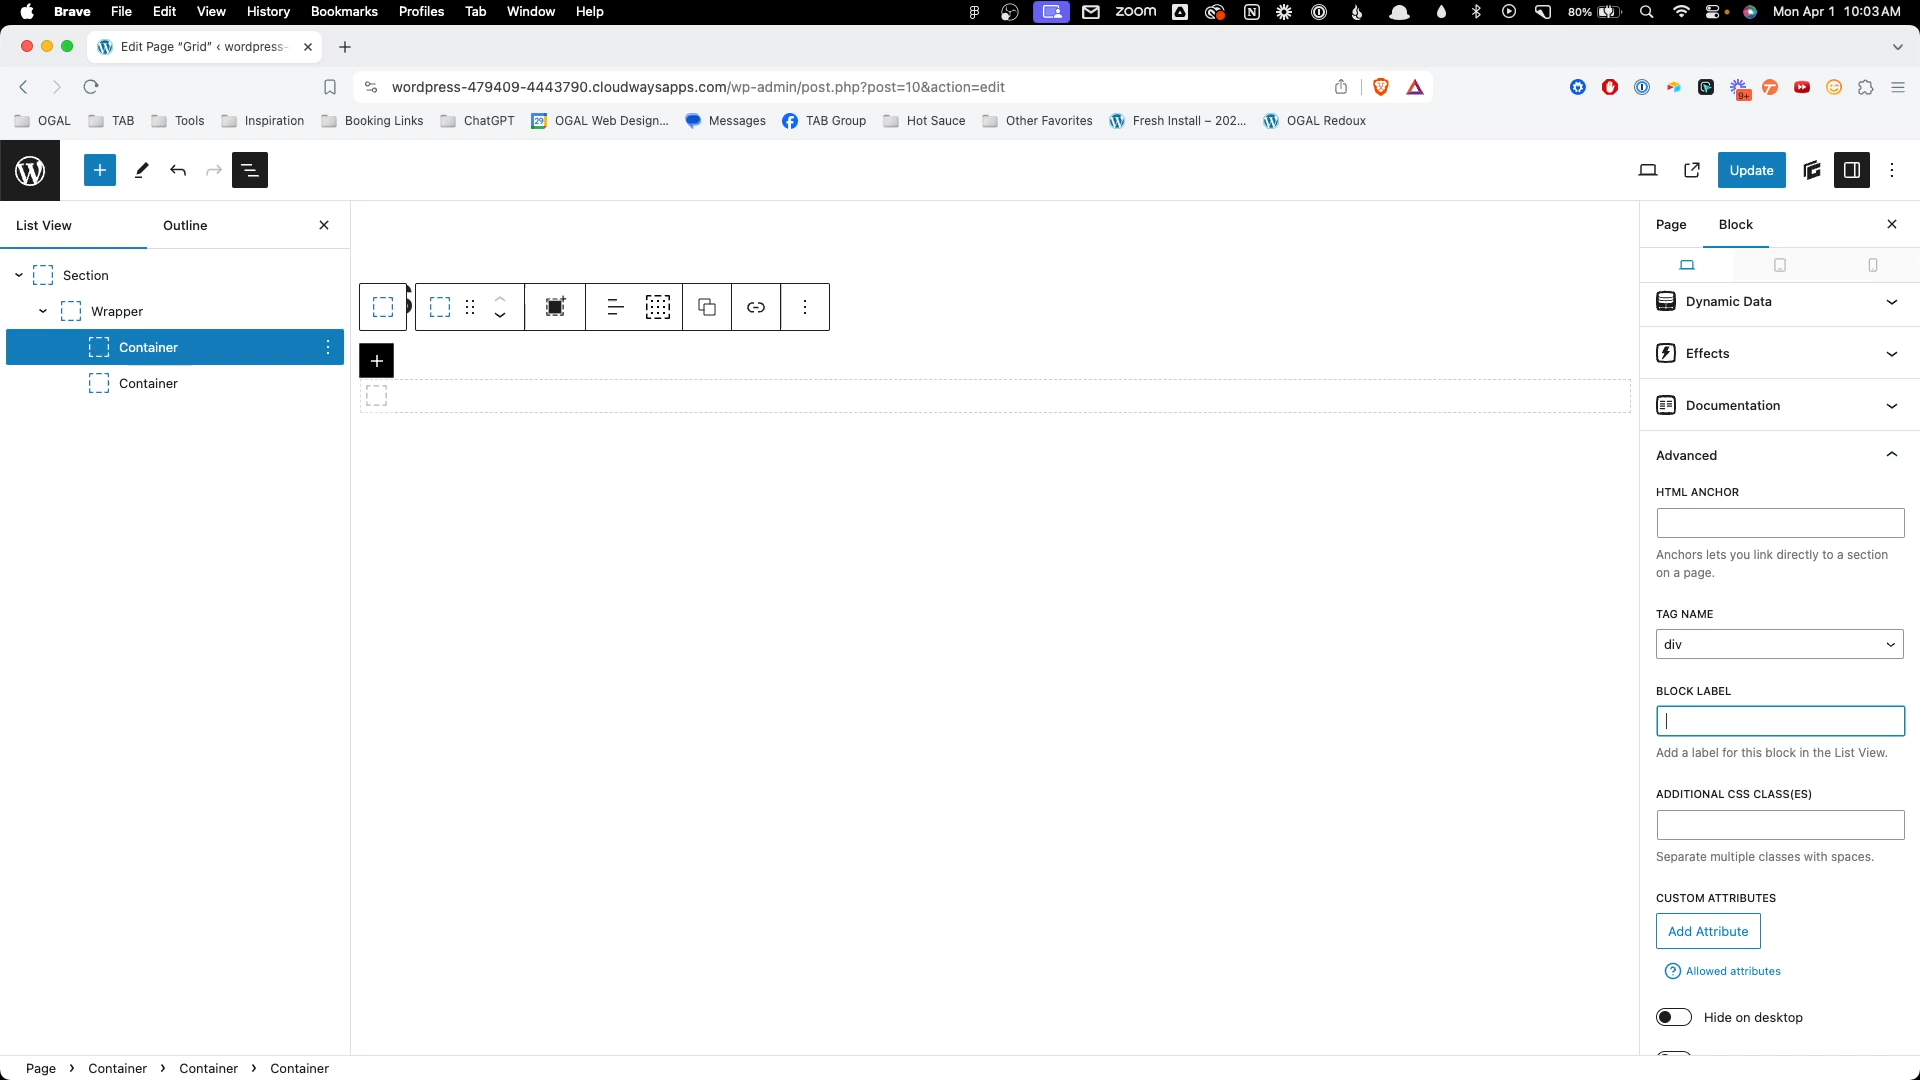 Brave File Edit View History Bookmarks Profiles Tab Window Help zoom 80% Mon Apr 1 10:03 AM
Edit Page "Grid" ‹ wordpress-
wordpress-479409-4443790.cloudwaysapps.com/wp-admin/post.php?post=10&action=edit 9+
OGAL TAB Tools Inspiration Booking Links ChatGPT OGAL Web Design... Messages TAB Group Hot Sauce Other Favorites Fresh Install – 202... OGAL Redoux
Update
List View Outline Page Block
Section
Wrapper
Container
Container
Dynamic Data
Effects
Documentation
Advanced
HTML ANCHOR
Anchors lets you link directly to a section
on a page.
TAG NAME
div
BLOCK LABEL
Add a label for this block in the List View.
ADDITIONAL CSS CLASS(ES)
Separate multiple classes with spaces.
CUSTOM ATTRIBUTES
Add Attribute
Allowed attributes
Hide on desktop
Page › Container › Container › Container